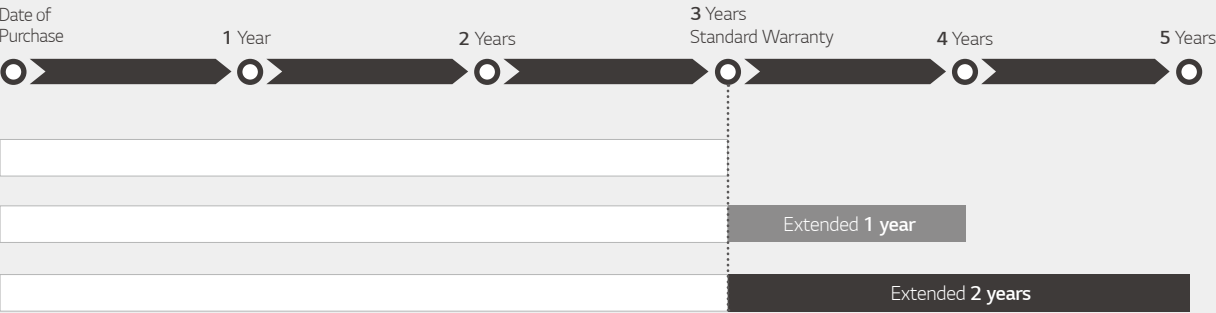 Date of
Purchase
1 Year
2 Years
3 Years
Standard Warranty
4 Years
5 Years
Extended 1 year
Extended 2 years